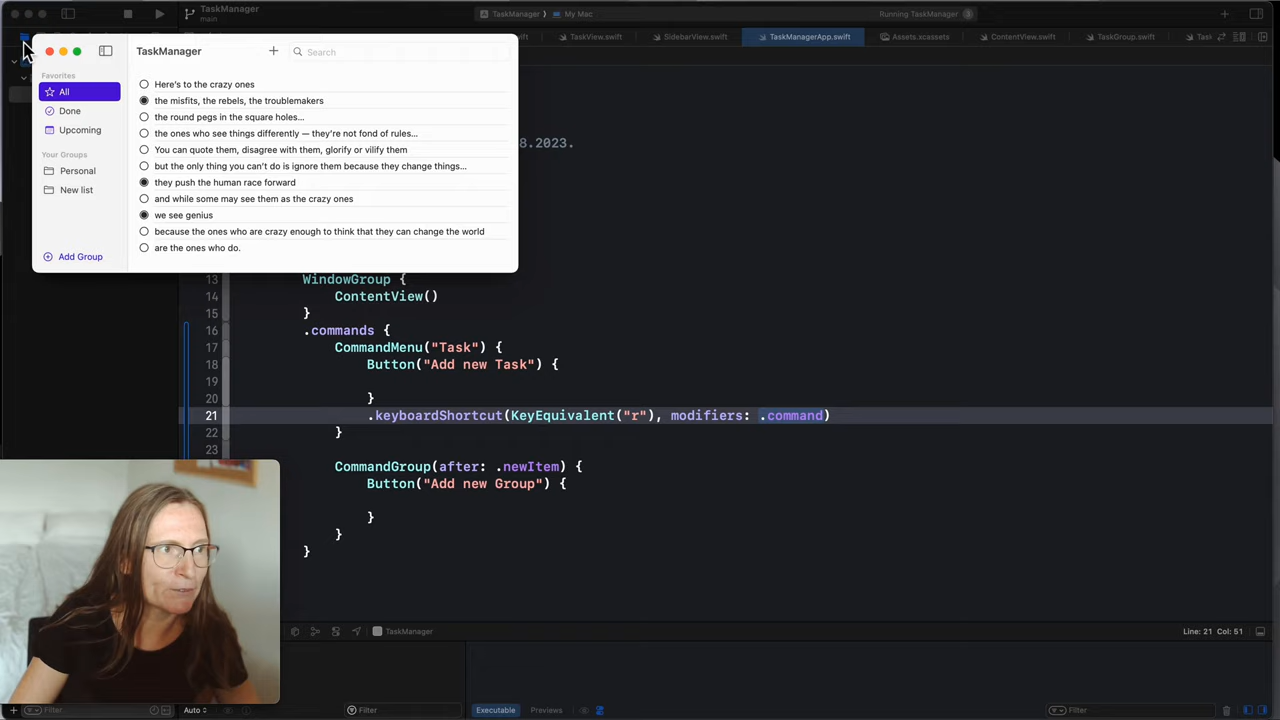 TaskManager
main
TaskManager
My Mac
Running TaskManager
3
TaskView.swift
SidebarView.swift
TaskManagerApp.swift
Assets.xcassets
ContentView.swift
TaskGroup.swift
TaskManager
Search
Favorites
All
Done
Upcoming
Your Groups
Personal
New list
Add Group
Here's to the crazy ones
the misfits, the rebels, the troublemakers
the round pegs in the square holes…
the ones who see things differently — they're not fond of rules…
You can quote them, disagree with them, glorify or vilify them
but the only thing you can't do is ignore them because they change things…
they push the human race forward
and while some may see them as the crazy ones
we see genius
because the ones who are crazy enough to think that they can change the world
are the ones who do.
8.2023.
13 WindowGroup {
14 ContentView()
15 }
16 .commands {
17 CommandMenu("Task") {
18 Button("Add new Task") {
19
20 }
21 .keyboardShortcut(KeyEquivalent("r"), modifiers: .command)
22 }
23
CommandGroup(after: .newItem) {
Button("Add new Group") {
}
}
}
TaskManager
Line: 21 Col: 51
Filter
Auto
Filter
Executable
Previews
Filter